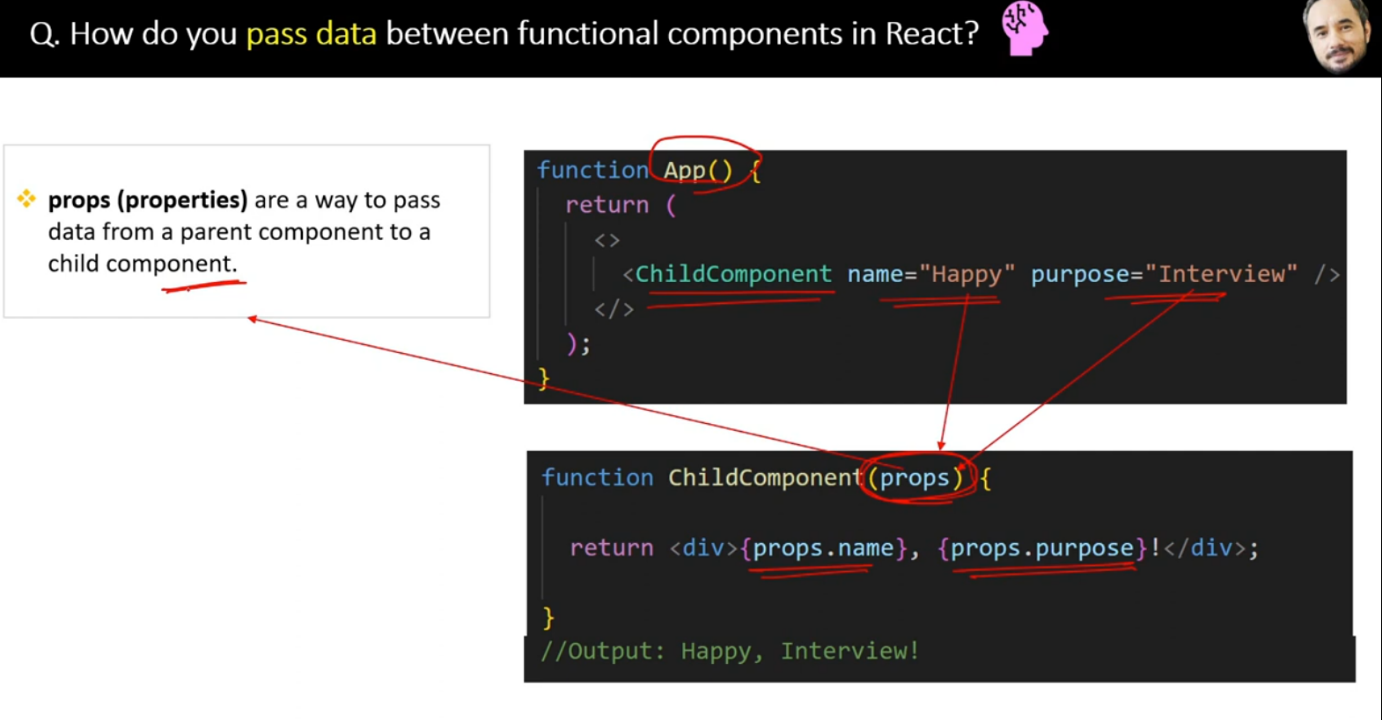 Q. How do you pass data between functional components in React?
props (properties) are a way to pass
data from a parent component to a
child component.
function App() {
return (
<>
<ChildComponent name="Happy" purpose="Interview" />
</>
);
}
function ChildComponent(props) {
return <div>{props.name}, {props.purpose}!</div>;
}
//Output: Happy, Interview!